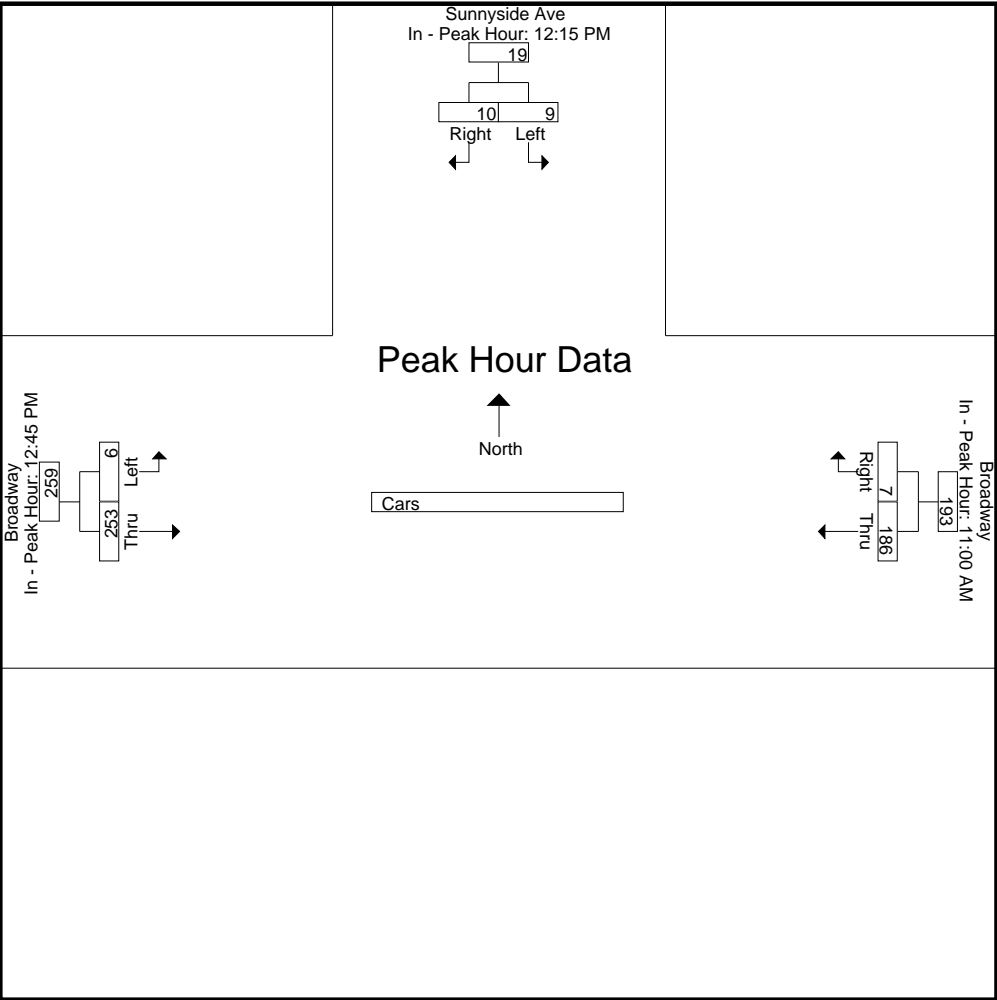 Sunnyside Ave
In - Peak Hour: 12:15 PM
19
10 9
Right Left
Peak Hour Data
North
Cars
Broadway
In - Peak Hour: 12:45 PM
259
6 253
Left Thru
Broadway
In - Peak Hour: 11:00 AM
193
7 186
Right Thru